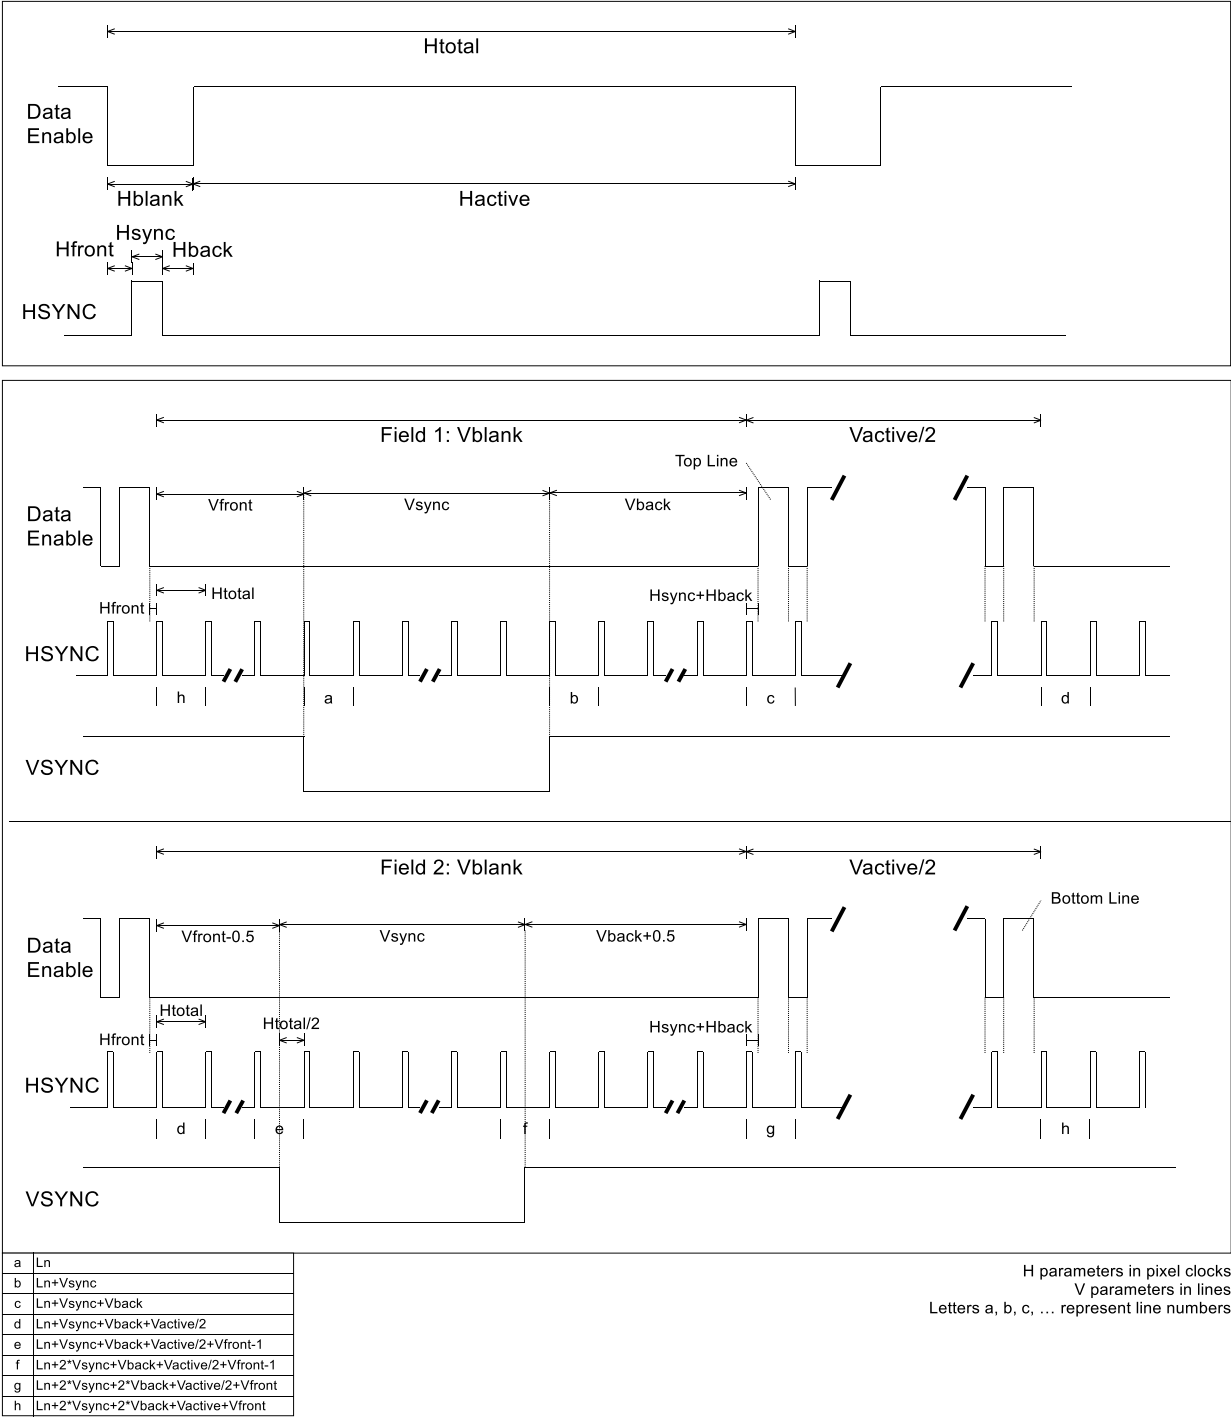 Htotal
Data
Enable
Hblank
Hactive
Hsync
Hfront
Hback
HSYNC
Field 1: Vblank
Vactive/2
Top Line
Vfront
Vsync
Vback
Data
Enable
Htotal
Hfront
Hsync+Hback
HSYNC
h
a
b
c
d
VSYNC
Field 2: Vblank
Vactive/2
Bottom Line
Vfront-0.5
Vsync
Vback+0.5
Data
Enable
Htotal
Htotal/2
Hfront
Hsync+Hback
HSYNC
d
e
f
g
h
VSYNC
a Ln
b Ln+Vsync
c Ln+Vsync+Vback
d Ln+Vsync+Vback+Vactive/2
e Ln+Vsync+Vback+Vactive/2+Vfront-1
f Ln+2*Vsync+Vback+Vactive/2+Vfront-1
g Ln+2*Vsync+2*Vback+Vactive/2+Vfront
h Ln+2*Vsync+2*Vback+Vactive+Vfront
H parameters in pixel clocks
V parameters in lines
Letters a, b, c, … represent line numbers